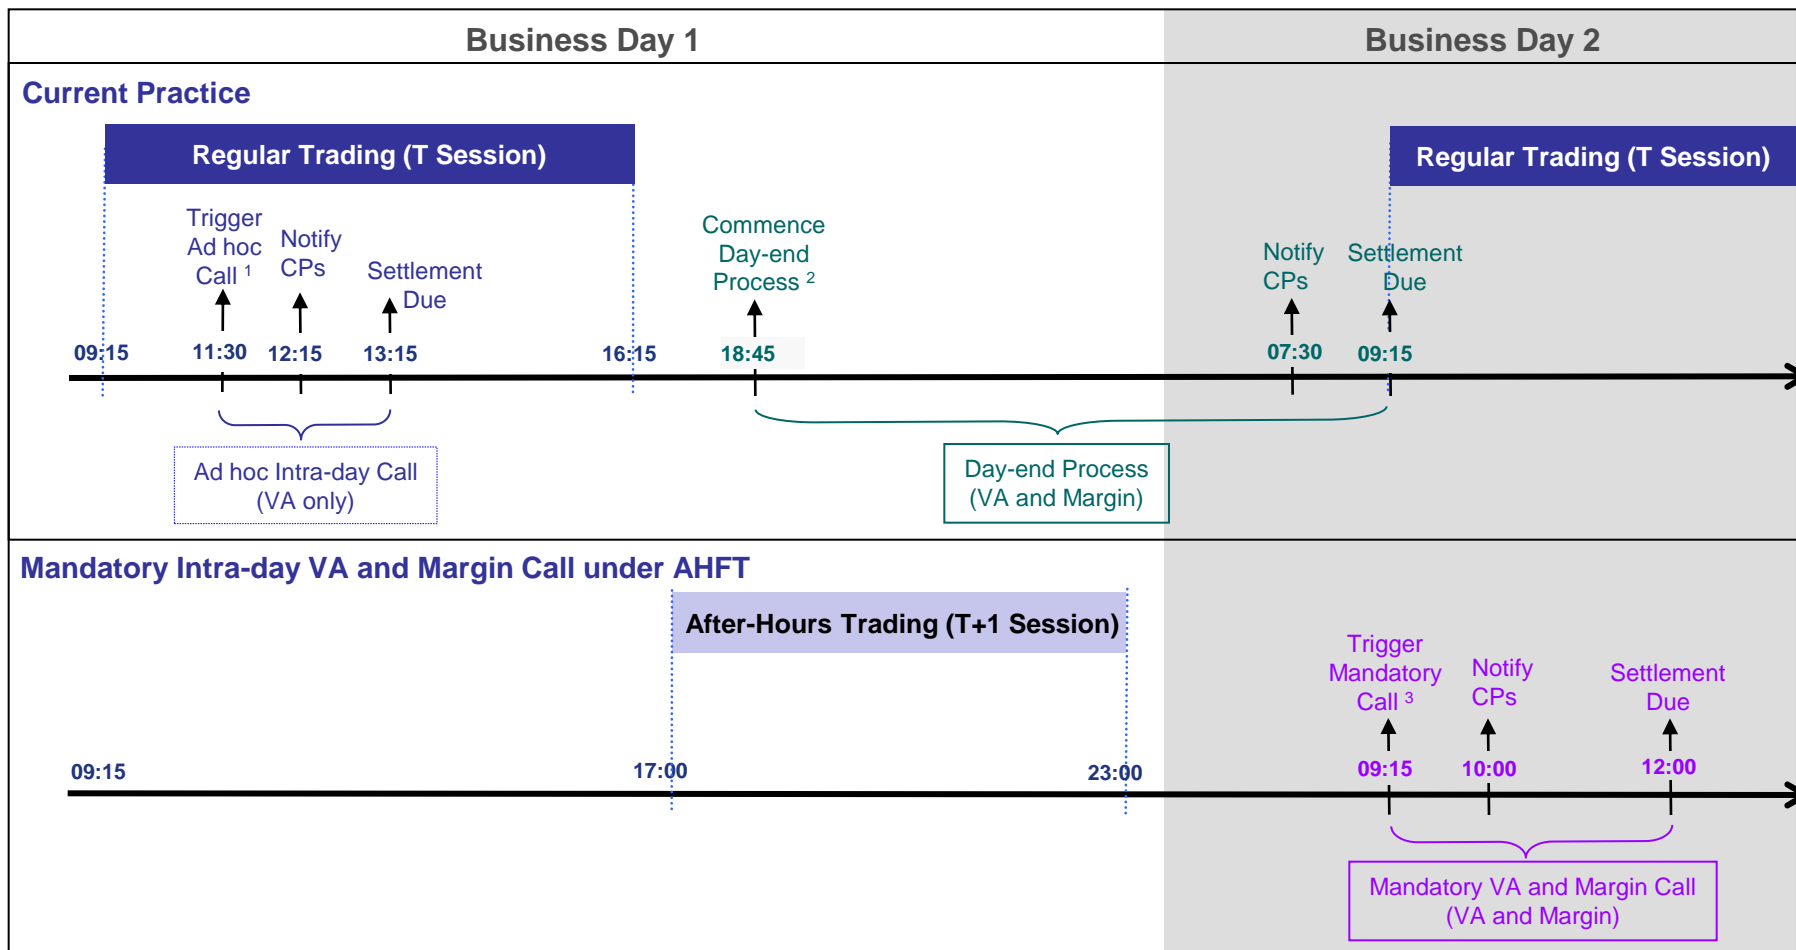 Business Day 1
Business Day 2
Current Practice
Regular Trading (T Session)
Regular Trading (T Session)
Trigger
Ad hoc
Call 1
Notify
CPs
Settlement
Due
Commence
Day-end
Process 2
Notify
CPs
Settlement
Due
09:15
11:30
12:15
13:15
16:15
18:45
07:30
09:15
Ad hoc Intra-day Call
(VA only)
Day-end Process
(VA and Margin)
Mandatory Intra-day VA and Margin Call under AHFT
After-Hours Trading (T+1 Session)
Trigger
Mandatory
Call 3
Notify
CPs
Settlement
Due
09:15
17:00
23:00
09:15
10:00
12:00
Mandatory VA and Margin Call
(VA and Margin)